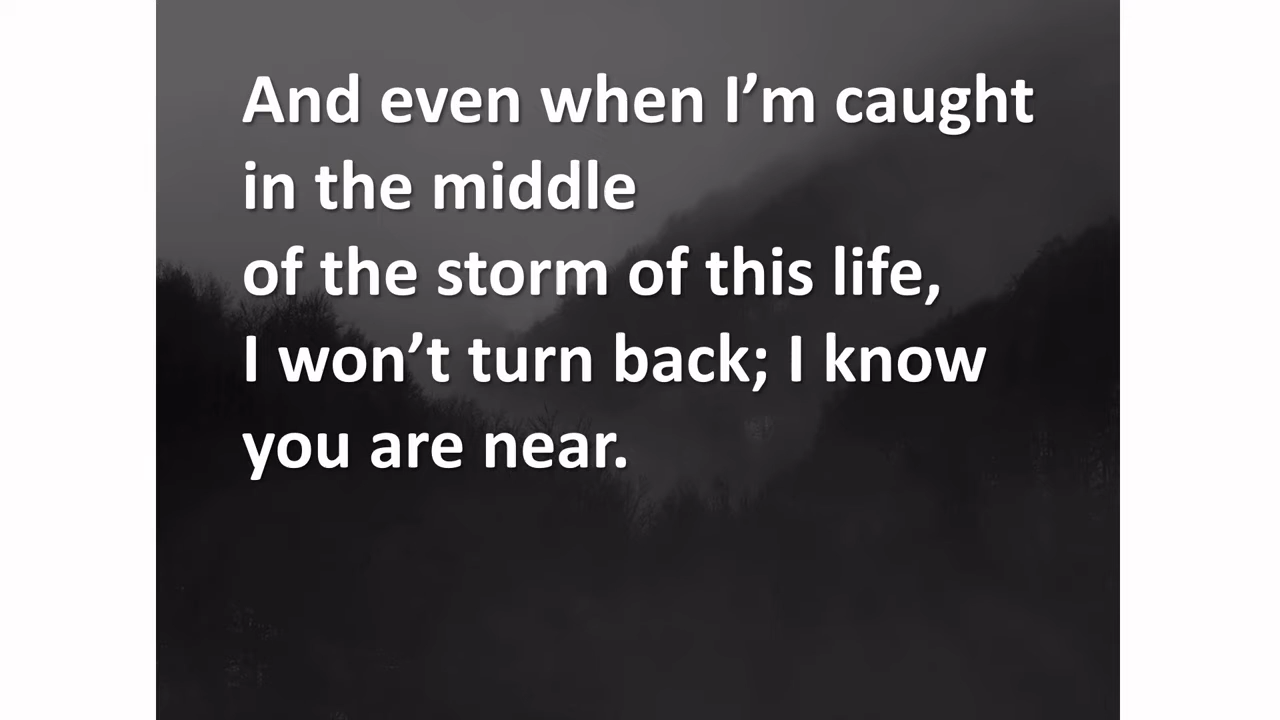 And even when I’m caught
in the middle
of the storm of this life,
I won’t turn back; I know
you are near.